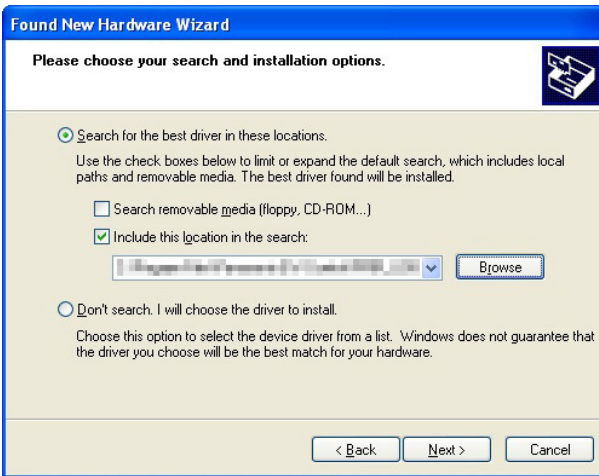 Found New Hardware Wizard
Please choose your search and installation options.
Search for the best driver in these locations.
Use the check boxes below to limit or expand the default search, which includes local
paths and removable media. The best driver found will be installed.
Search removable media (floppy, CD-ROM...)
Include this location in the search:
Browse
Don't search. I will choose the driver to install.
Choose this option to select the device driver from a list. Windows does not guarantee that
the driver you choose will be the best match for your hardware.
< Back
Next >
Cancel